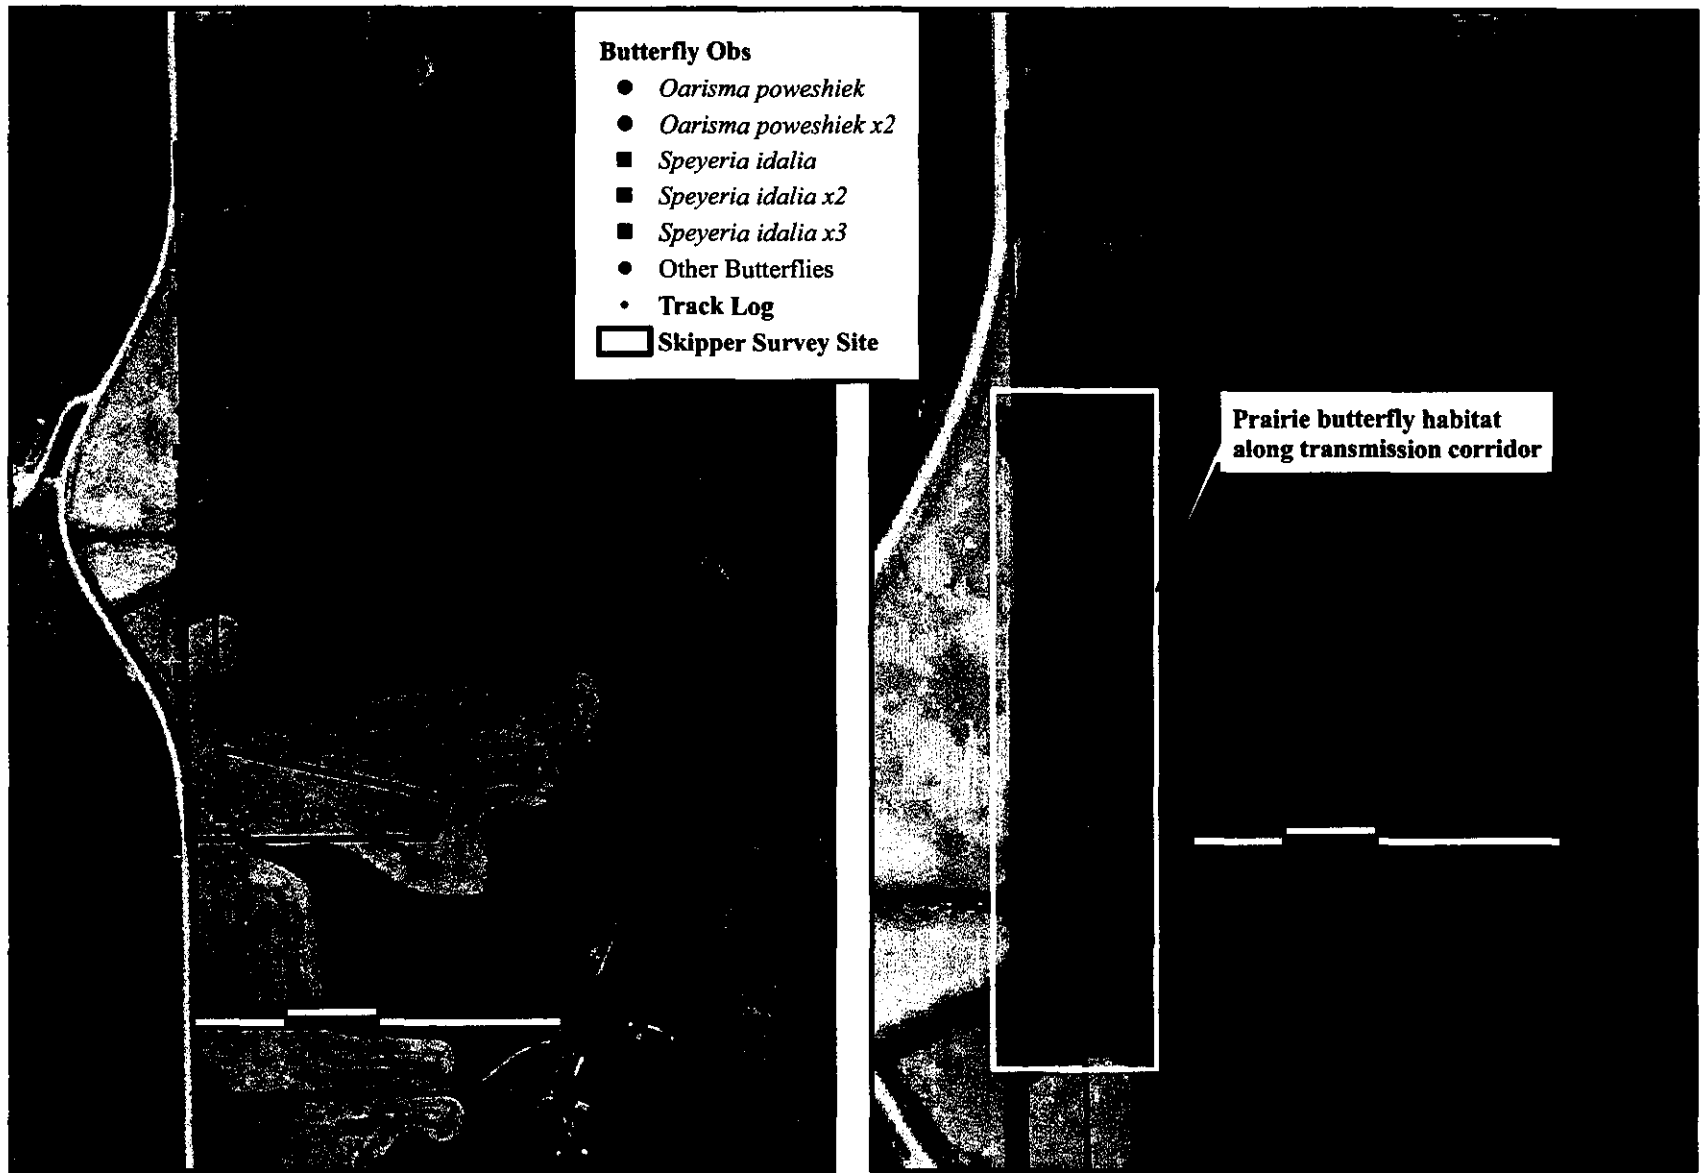 Butterfly Obs
Oarisma poweshiek
Oarisma poweshiek x2
Speyeria idalia
Speyeria idalia x2
Speyeria idalia x3
Other Butterflies
Track Log
Skipper Survey Site
Prairie butterfly habitat
along transmission corridor